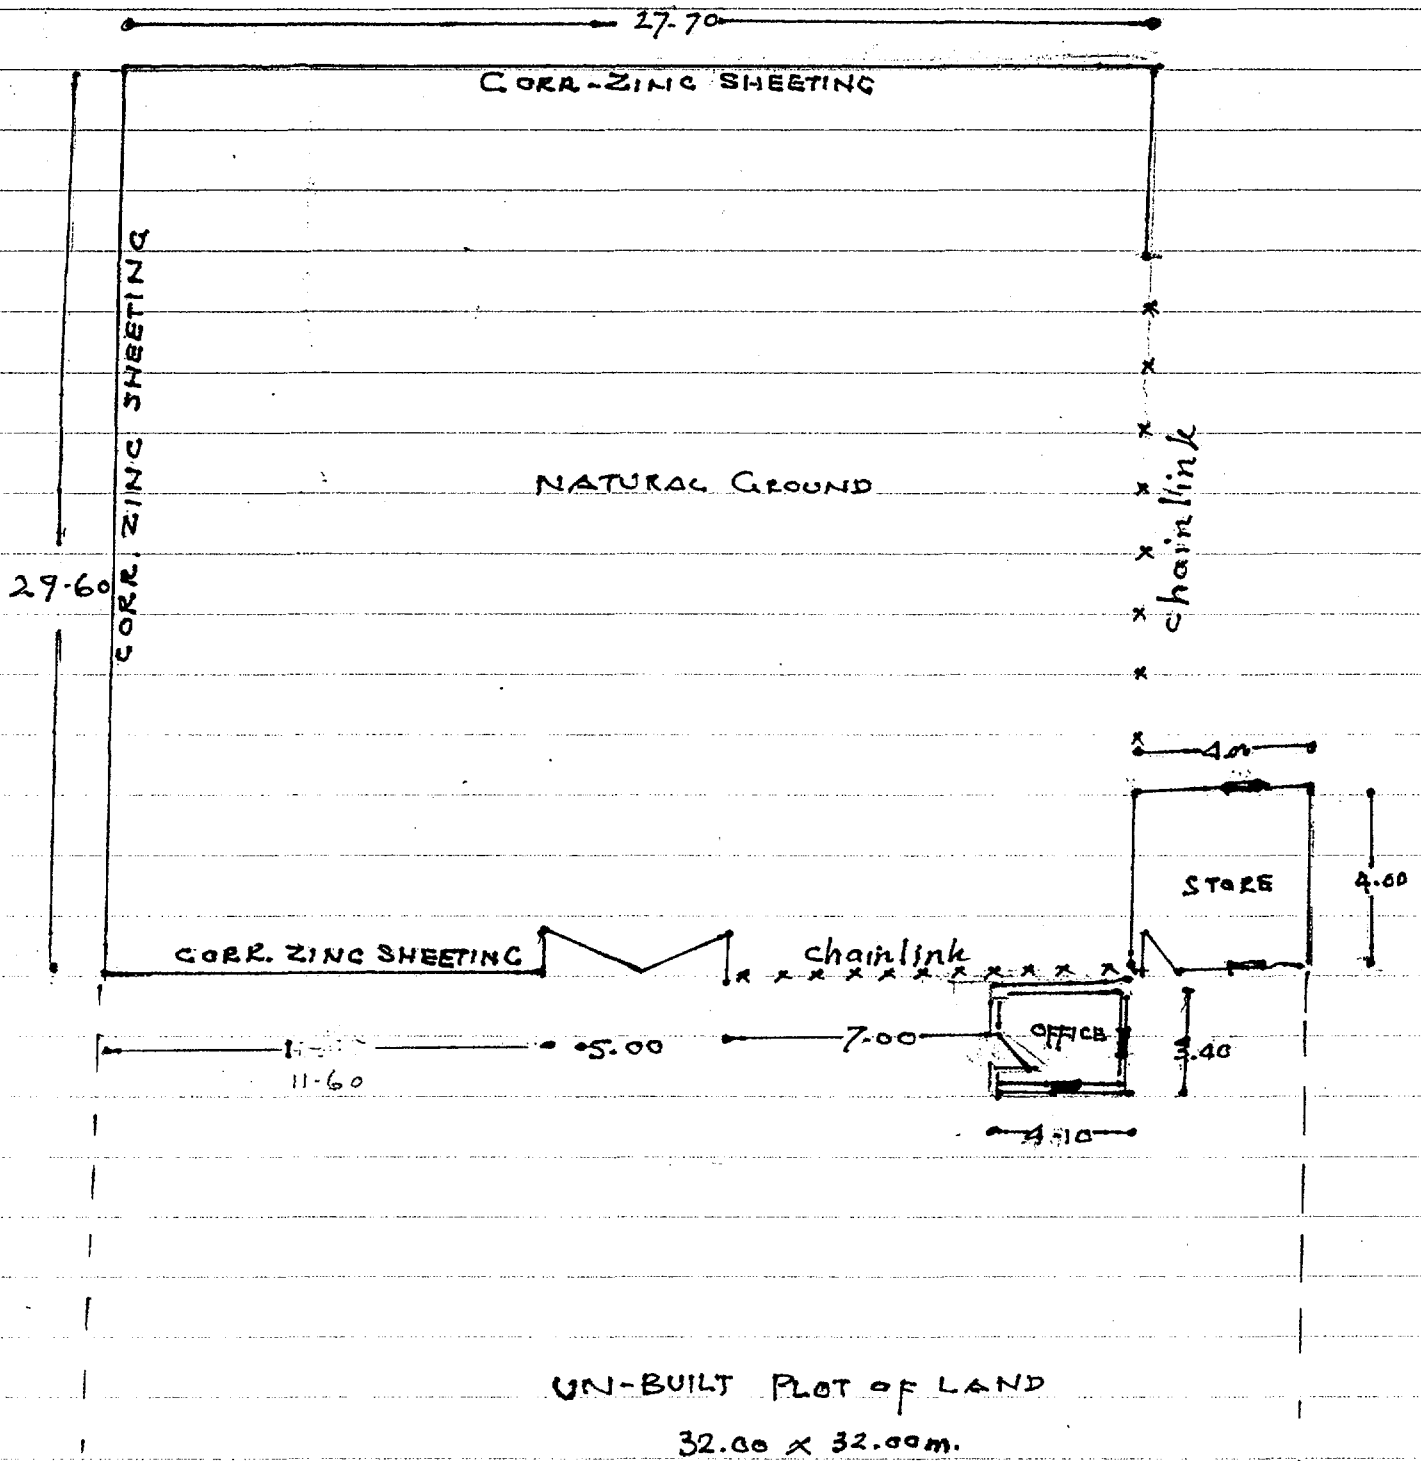 27.70
CORR-ZINC SHEETING
CORR. ZINC SHEETING
NATURAL GROUND
chainlink
29.60
STORE
4.00
CORR. ZINC SHEETING
chainlink
OFFICE
5.00
7.00
3.40
11.60
4.10
UN-BUILT PLOT OF LAND
32.00 x 32.00m.